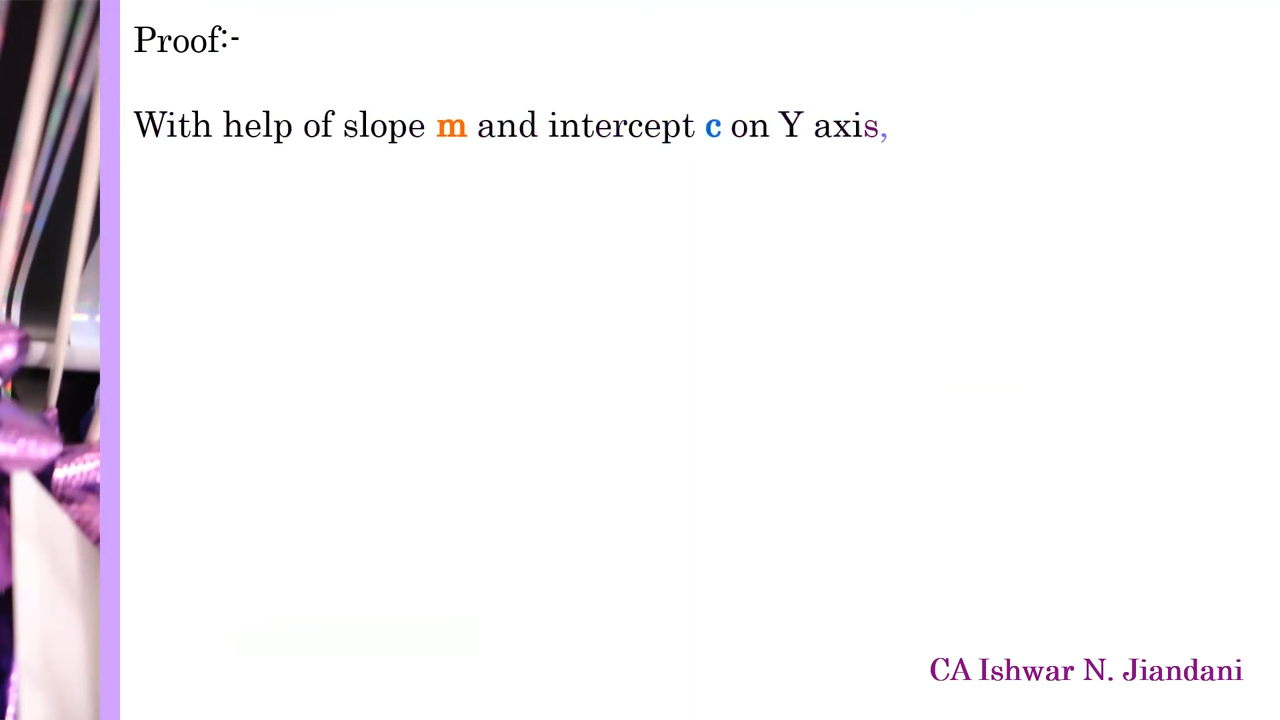 Proof:-
With help of slope m and intercept c on Y axis,
CA Ishwar N. Jiandani